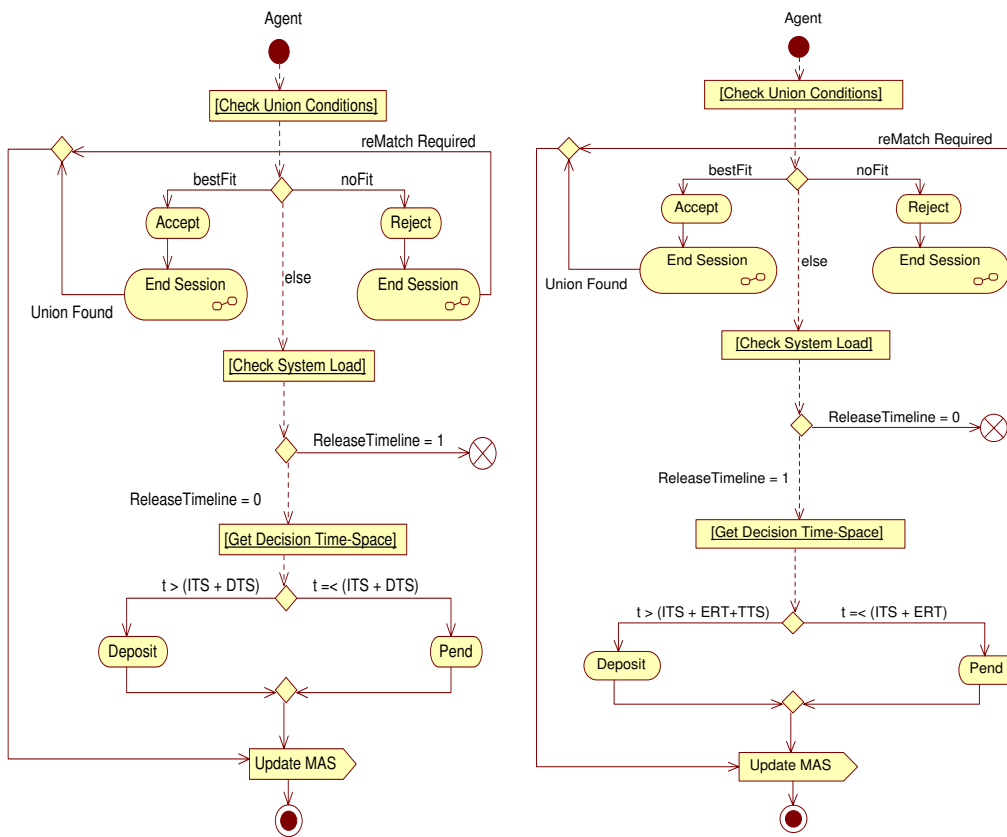 Agent
[Check Union Conditions]
reMatch Required
bestFit
noFit
Accept
Reject
End Session
End Session
else
Union Found
[Check System Load]
ReleaseTimeline = 1
ReleaseTimeline = 0
[Get Decision Time-Space]
t > (ITS + DTS)
t =< (ITS + DTS)
Deposit
Pend
Update MAS
Agent
[Check Union Conditions]
reMatch Required
bestFit
noFit
Accept
Reject
End Session
End Session
else
Union Found
[Check System Load]
ReleaseTimeline = 0
ReleaseTimeline = 1
[Get Decision Time-Space]
t > (ITS + ERT+TTS)
t =< (ITS + ERT)
Deposit
Pend
Update MAS